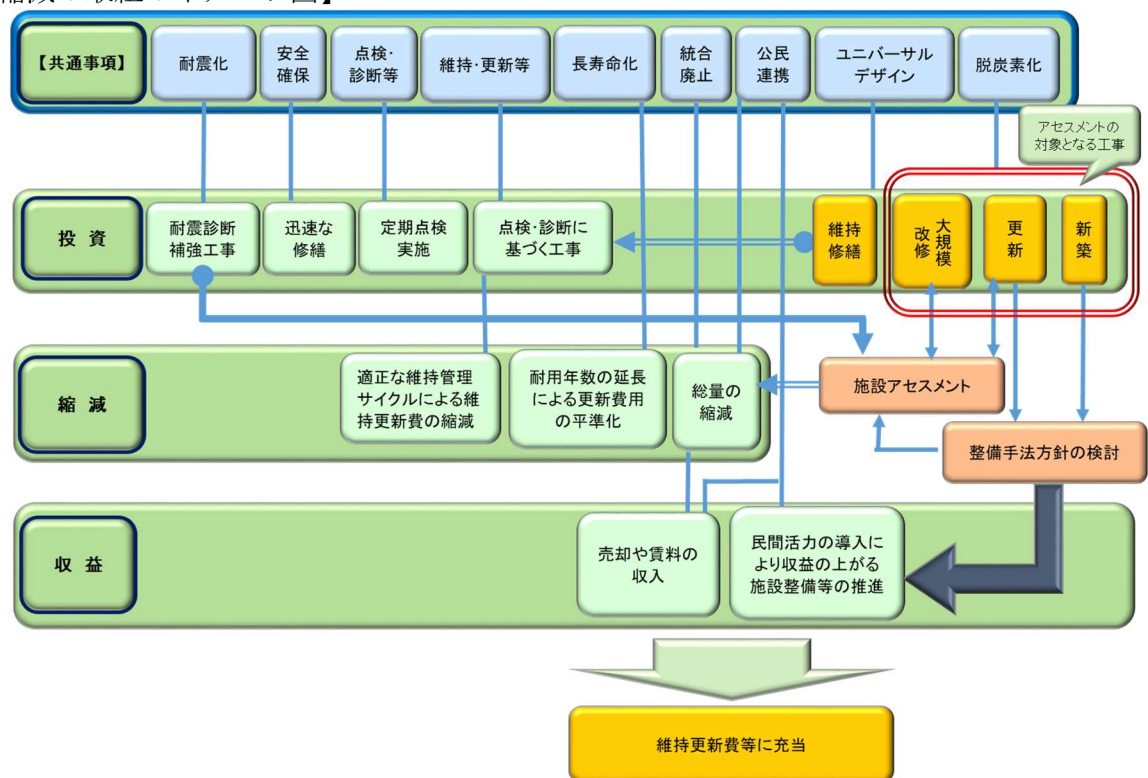 【共通事項】
耐震化
安全
確保
点検・
診断等
維持・更新等
長寿命化
統合
廃止
公民
連携
ユニバーサル
デザイン
脱炭素化
アセスメントの
対象となる工事
投 資
耐震診断
補強工事
迅速な
修繕
定期点検
実施
点検・診断に
基づく工事
維持
修繕
大規模
改修
更新
新築
縮 減
適正な維持管理
サイクルによる維
持更新費の縮減
耐用年数の延長
による更新費用
の平準化
総量の
縮減
施設アセスメント
整備手法方針の検討
収 益
売却や賃料の
収入
民間活力の導入に
より収益の上がる
施設整備等の推進
維持更新費等に充当